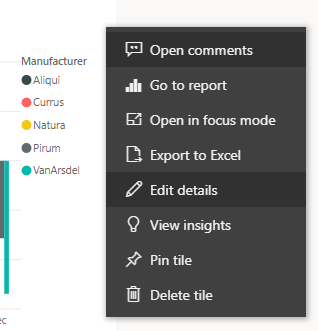 Manufacturer
Aliqui
Currus
Natura
Pirum
VanArsdel
ec
Open comments
Go to report
Open in focus mode
Export to Excel
Edit details
View insights
Pin tile
Delete tile